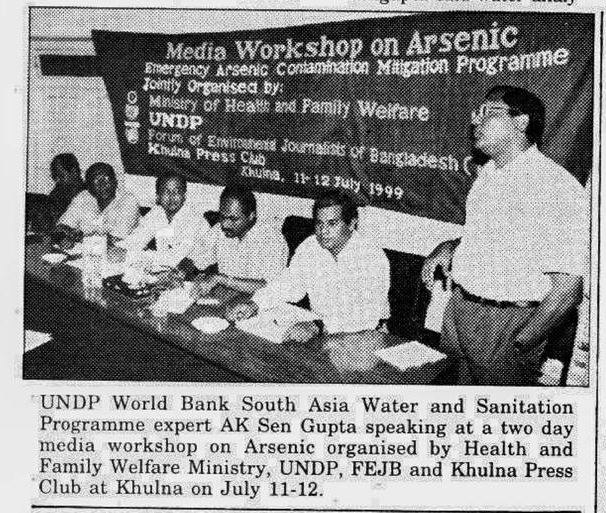 Media Workshop on Arsenic
Emergency Arsenic Contamination Mitigation Programme
Jointly Organised by:
Ministry of Health and Family Welfare
UNDP
Forum of Environmental Journalists of Bangladesh (
Khulna Press Club
Khulna, 11-12 July 1999
UNDP World Bank South Asia Water and Sanitation
Programme expert AK Sen Gupta speaking at a two day
media workshop on Arsenic organised by Health and
Family Welfare Ministry, UNDP, FEJB and Khulna Press
Club at Khulna on July 11-12.